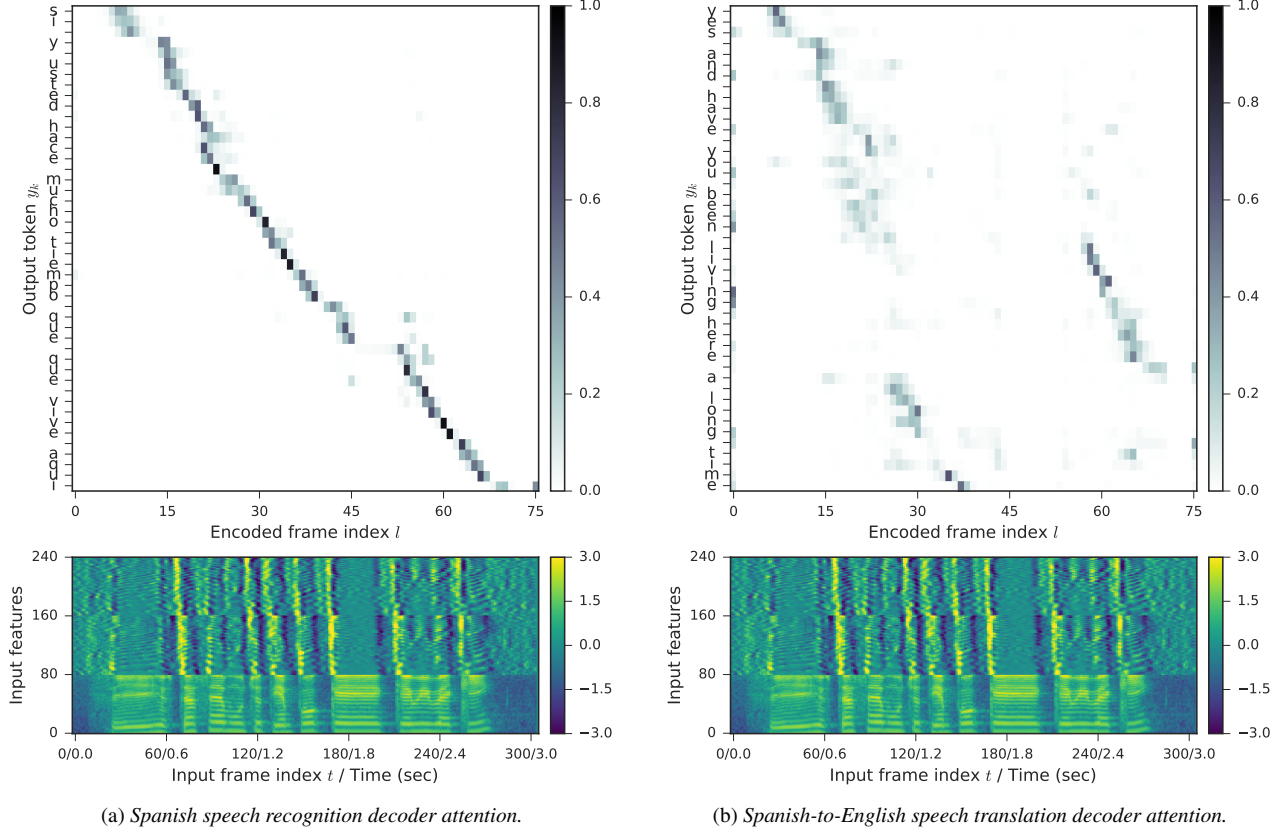 Output token $y_k$
s
i
y
u
s
t
e
d
h
a
c
e
m
u
c
h
o
t
i
e
m
p
o
q
u
e
q
u
e
v
i
v
e
a
q
u
i
0 15 30 45 60 75
Encoded frame index l
1.0
0.8
0.6
0.4
0.2
0.0
Input features
240
160
80
0
0/0.0 60/0.6 120/1.2 180/1.8 240/2.4 300/3.0
Input frame index t / Time (sec)
3.0
1.5
0.0
−1.5
−3.0
(a) Spanish speech recognition decoder attention.
Output token $y_k$
y
e
s
a
n
d
h
a
v
e
y
o
u
b
e
e
n
l
i
v
i
n
g
h
e
r
e
a
l
o
n
g
t
i
m
e
0 15 30 45 60 75
Encoded frame index l
1.0
0.8
0.6
0.4
0.2
0.0
Input features
240
160
80
0
0/0.0 60/0.6 120/1.2 180/1.8 240/2.4 300/3.0
Input frame index t / Time (sec)
3.0
1.5
0.0
−1.5
−3.0
(b) Spanish-to-English speech translation decoder attention.